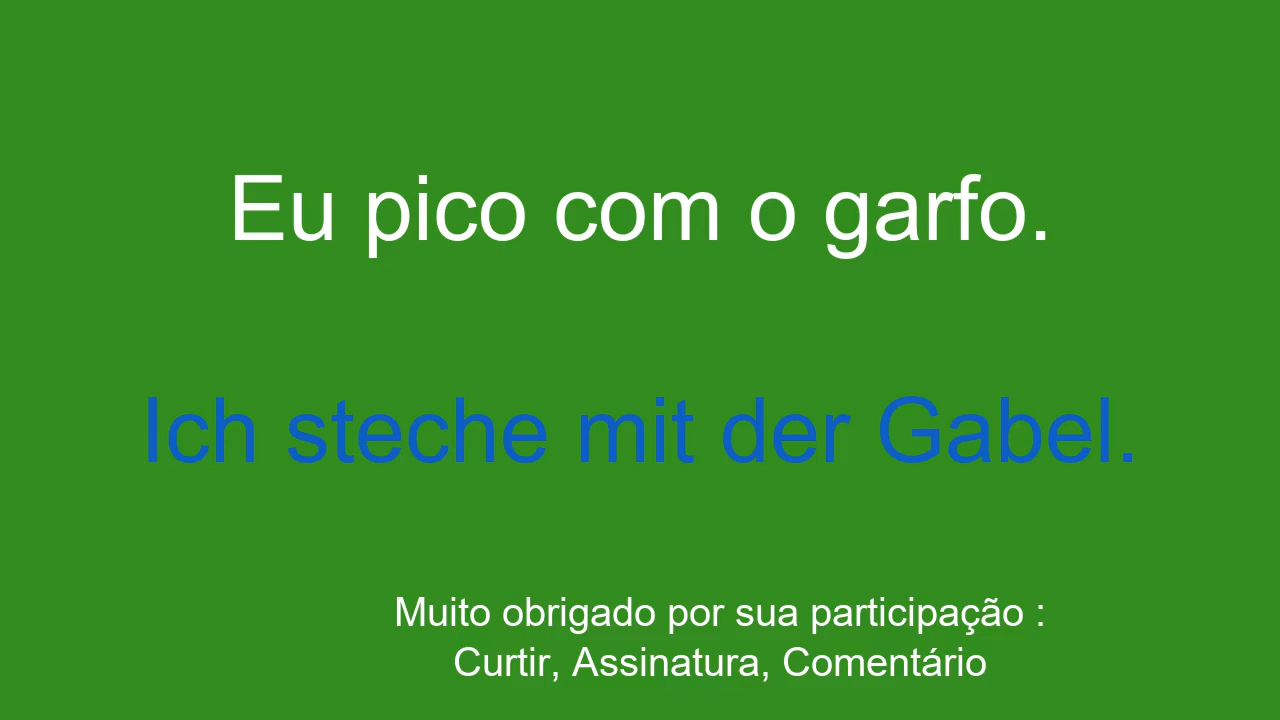 Eu pico com o garfo.
Ich steche mit der Gabel.
Muito obrigado por sua participação :
Curtir, Assinatura, Comentário